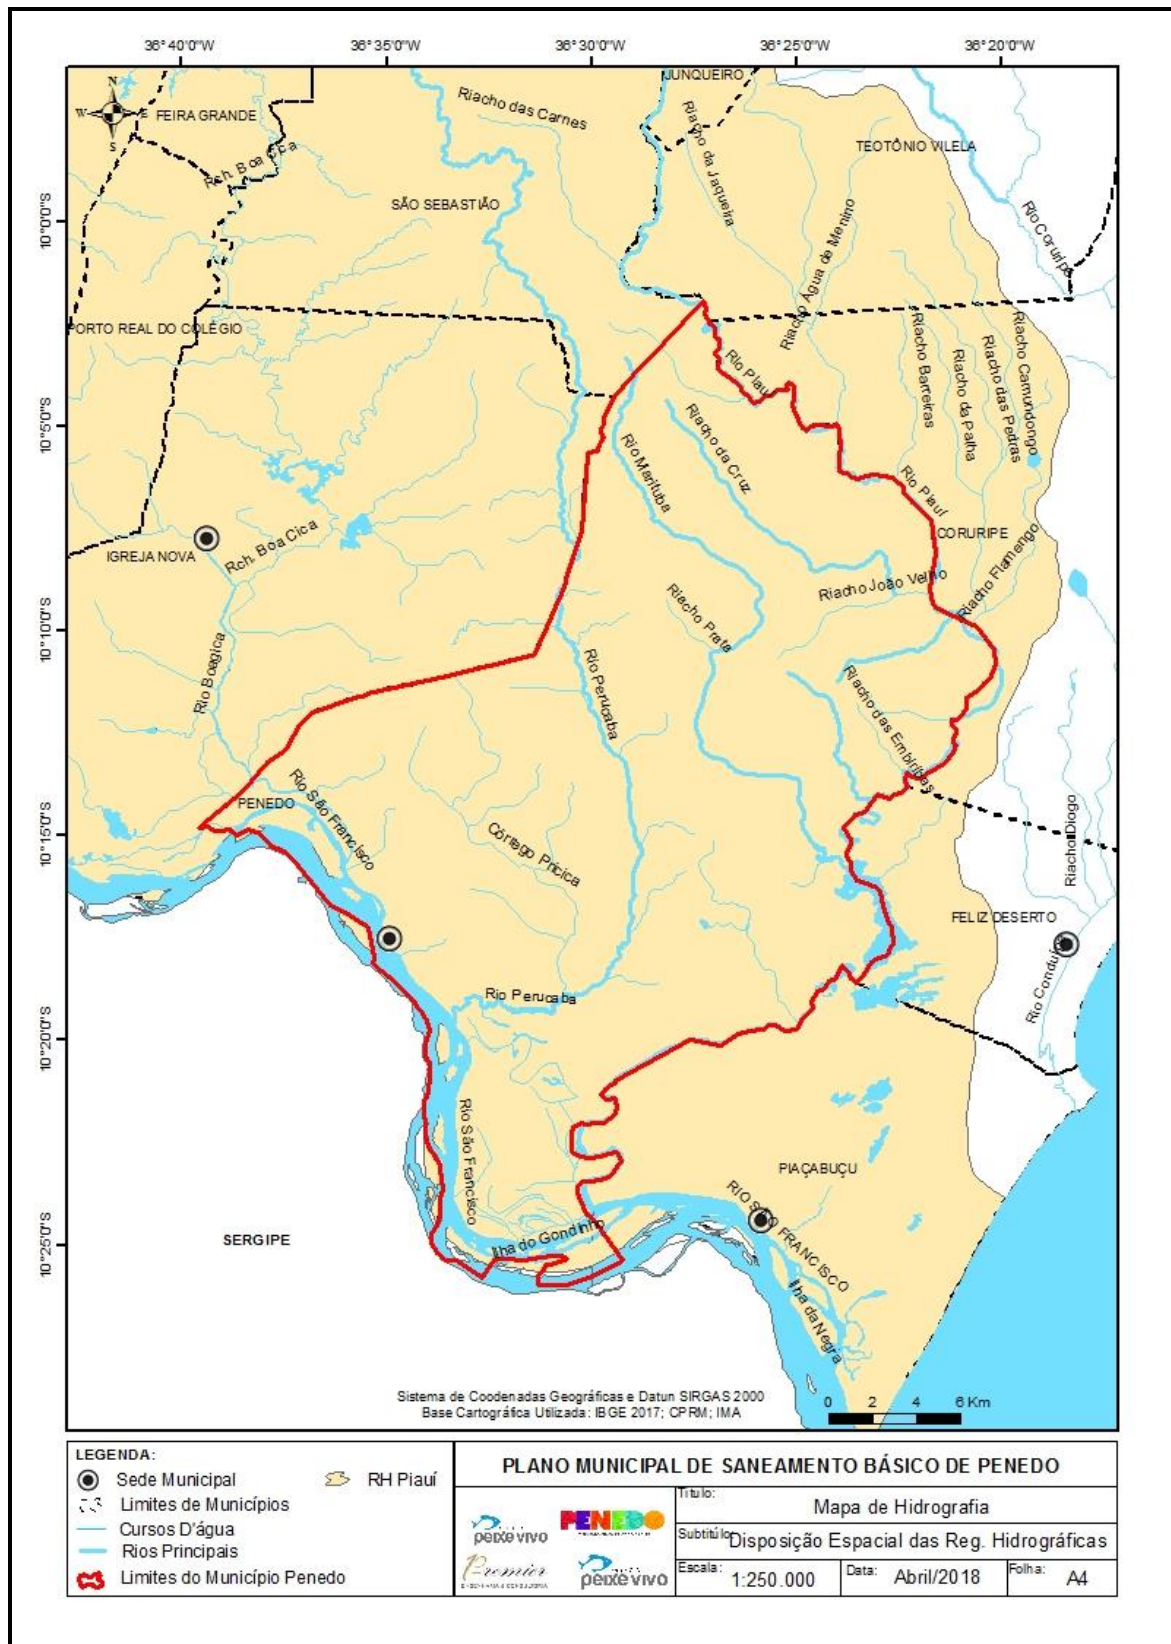 36°40'0"W 36°35'0"W 36°30'0"W 36°25'0"W 36°20'0"W
N
W E
S
FEIRA GRANDE
JUNQUEIRO
Riacho das Carnes
Riacho da Jaqueira
TEOTÔNIO VILELA
Rch. Boa Cica
SÃO SEBASTIÃO
Riacho Agua de Menino
Rio Coruripe
10°0'0"S
PORTO REAL DO COLÉGIO
Rio Piauí
Riacho Barreiras
Riacho da Palha
Riacho das Pedras
Riacho Camundongo
10°5'0"S
Rio Marituba
Riacho da Cruz
Rio Piauí
CORURIPE
IGREJA NOVA
Rch. Boa Cica
Riacho João Velho
Riacho Flamengo
10°10'0"S
Riacho Prata
Rio Boagica
Rio Perucaba
Riacho das Embiribas
Rio São Francisco
PENEDO
10°15'0"S
Córrego Pricica
Riacho Diogo
FELIZ DESERTO
Rio Conduípe
Rio Perucaba
10°20'0"S
Rio São Francisco
PIAÇABUÇU
RIO SÃO FRANCISCO
SERGIPE
Ilha do Gondinho
10°25'0"S
Ilha da Negra
Sistema de Coodenadas Geográficas e Datun SIRGAS 2000
Base Cartográfica Utilizada: IBGE 2017; CPRM; IMA
0 2 4 6 Km
LEGENDA:
Sede Municipal
RH Piauí
Limites de Municípios
Cursos D'água
Rios Principais
Limites do Município Penedo
PLANO MUNICIPAL DE SANEAMENTO BÁSICO DE PENEDO
Titulo:
Mapa de Hidrografia
Subtitúlo:
Disposição Espacial das Reg. Hidrográficas
Escala:
1:250.000
Data:
Abril/2018
Folha:
A4
peixe vivo
PENEDO
Premier
peixe vivo